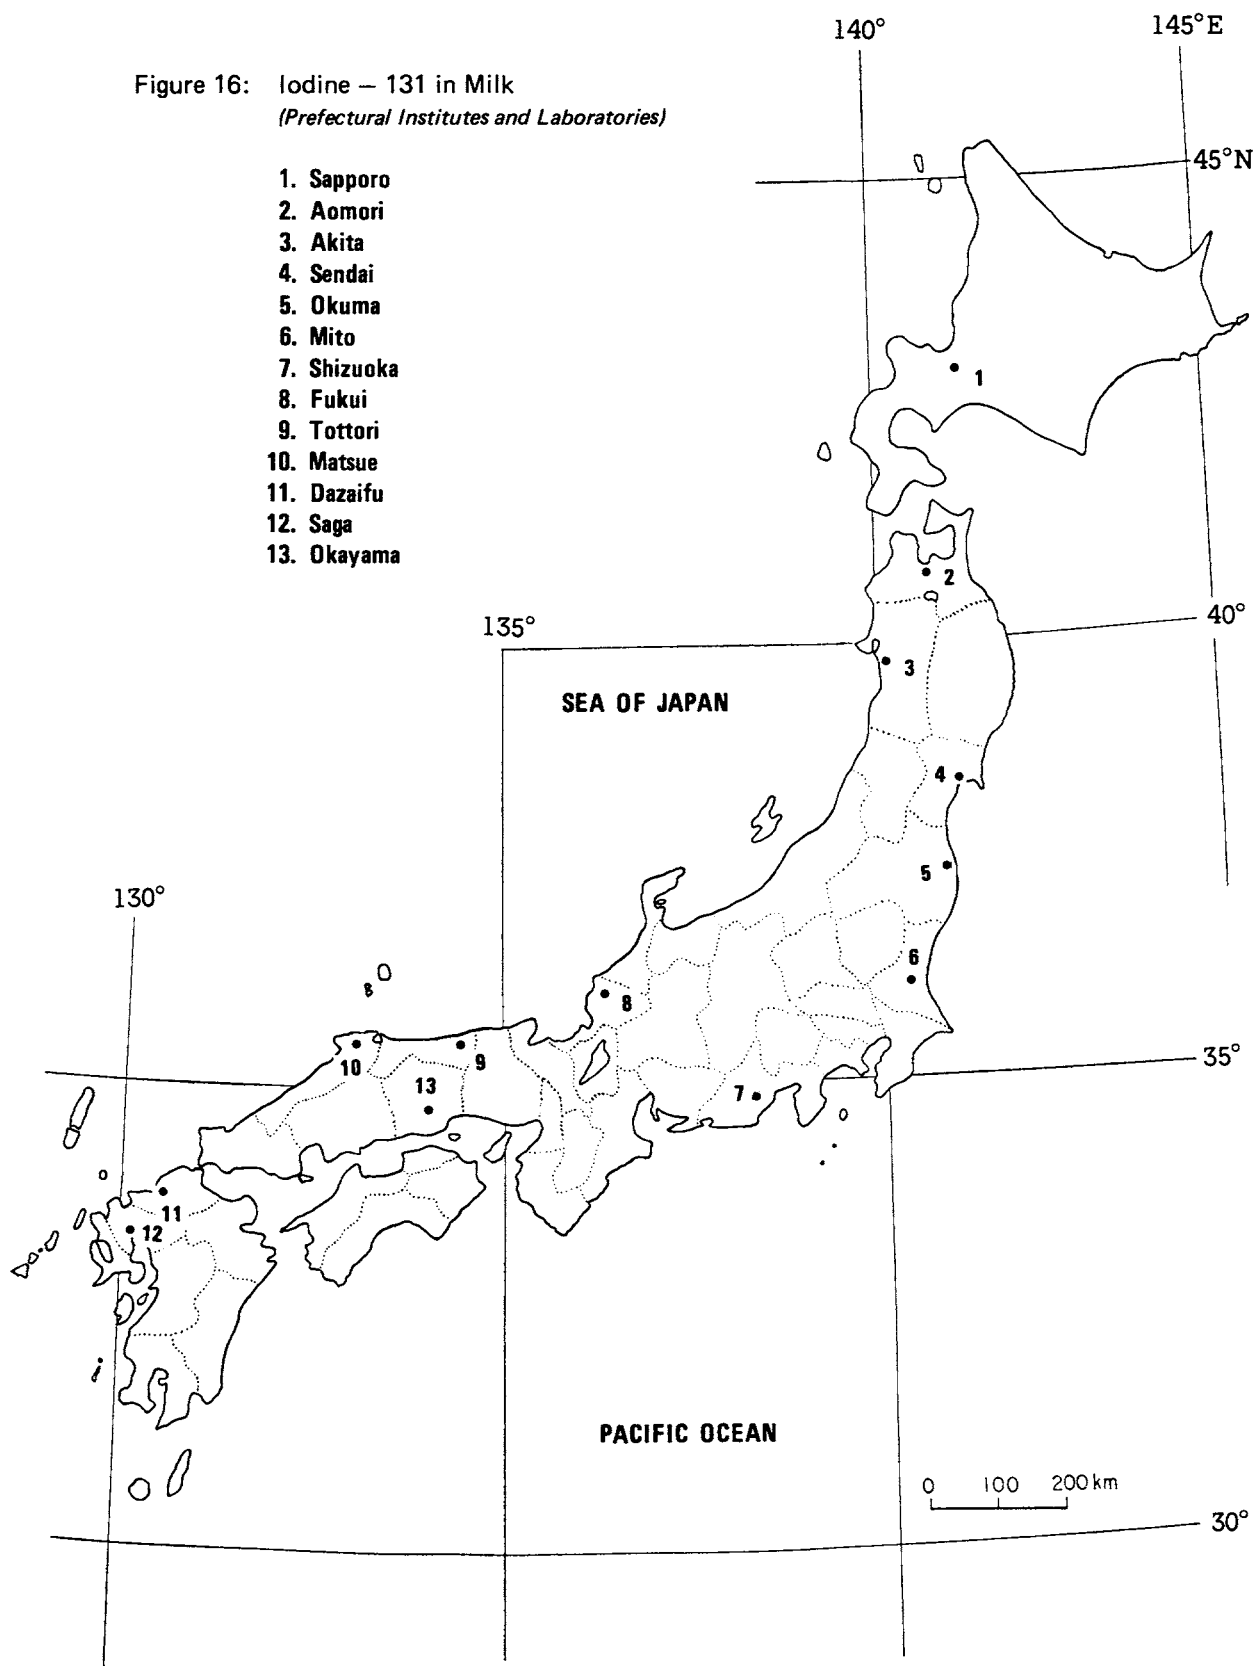 140°
145°E
Figure 16: Iodine – 131 in Milk
(Prefectural Institutes and Laboratories)
45°N
1. Sapporo
2. Aomori
3. Akita
4. Sendai
5. Okuma
6. Mito
7. Shizuoka
8. Fukui
9. Tottori
10. Matsue
11. Dazaifu
12. Saga
13. Okayama
1
2
40°
135°
3
SEA OF JAPAN
4
5
130°
6
8
35°
10
9
13
7
11
12
PACIFIC OCEAN
0 100 200 km
30°